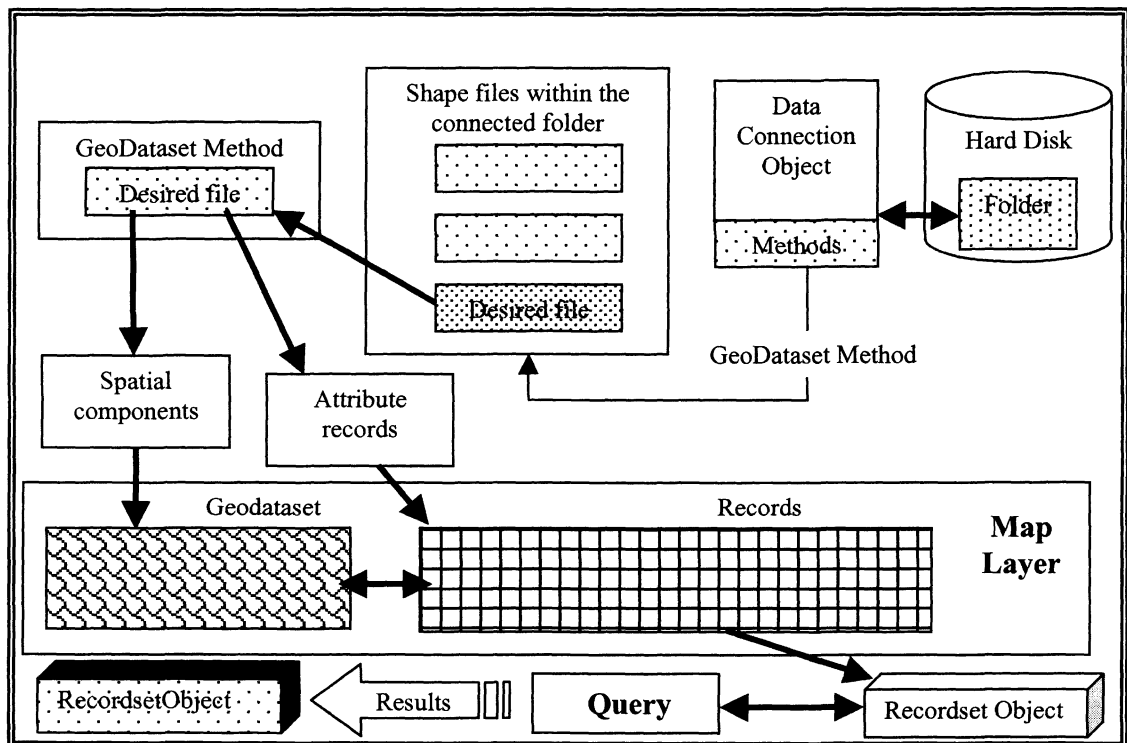 Shape files within the
connected folder
Desired file
Data
Connection
Object
Methods
Hard Disk
Folder
GeoDataset Method
Desired file
GeoDataset Method
Spatial
components
Attribute
records
Geodataset
Records
Map
Layer
RecordsetObject
Results
Query
Recordset Object